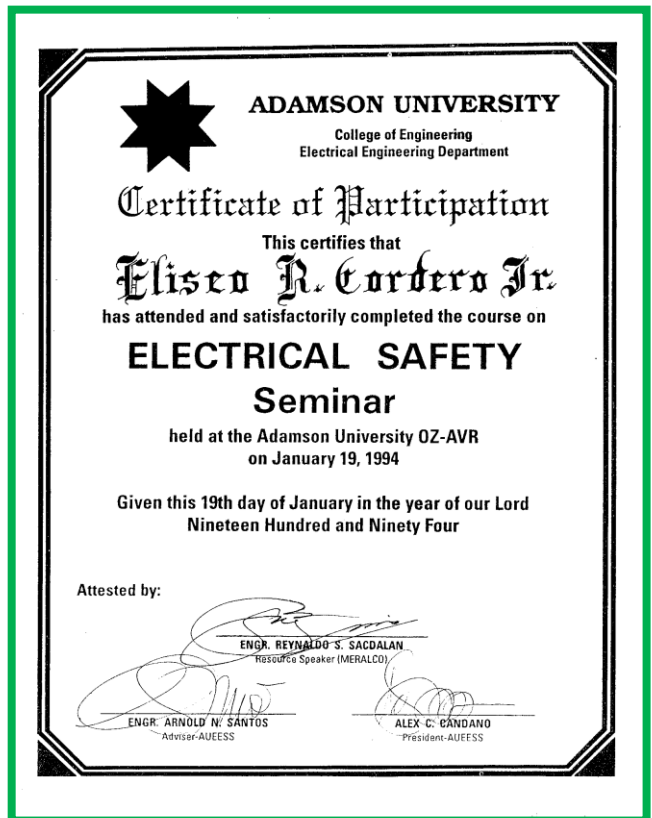 ADAMSON UNIVERSITY
College of Engineering
Electrical Engineering Department
Certificate of Participation
This certifies that
Eliseo R. Cordero Jr.
has attended and satisfactorily completed the course on
ELECTRICAL SAFETY
Seminar
held at the Adamson University OZ-AVR
on January 19, 1994
Given this 19th day of January in the year of our Lord
Nineteen Hundred and Ninety Four
Attested by:
ENGR. REYNALDO S. SACDALAN
Resource Speaker (MERALCO)
ENGR. ARNOLD N. SANTOS
Adviser-AUEESS
ALEX C. CANDANO
President-AUEESS